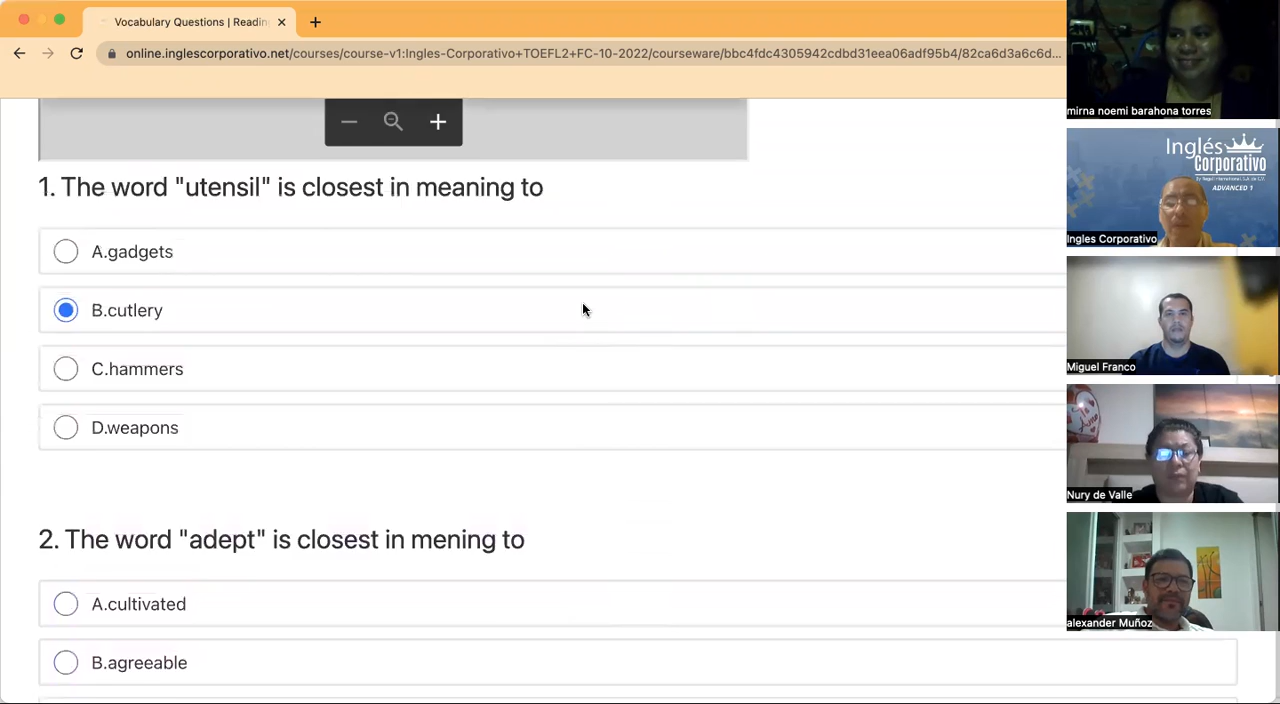 Vocabulary Questions | Readin
online.inglescorporativo.net/courses/course-v1:Ingles-Corporativo+TOEFL2+FC-10-2022/courseware/bbc4fdc4305942cdbd31eea06adf95b4/82ca6d3a6c6d...
1. The word "utensil" is closest in meaning to
A.gadgets
B.cutlery
C.hammers
D.weapons
2. The word "adept" is closest in mening to
A.cultivated
B.agreeable
mirna noemi barahona torres
Inglés
Corporativo
ADVANCED 1
Ingles Corporativo
Miguel Franco
Te Amo
Nury de Valle
alexander Muñoz